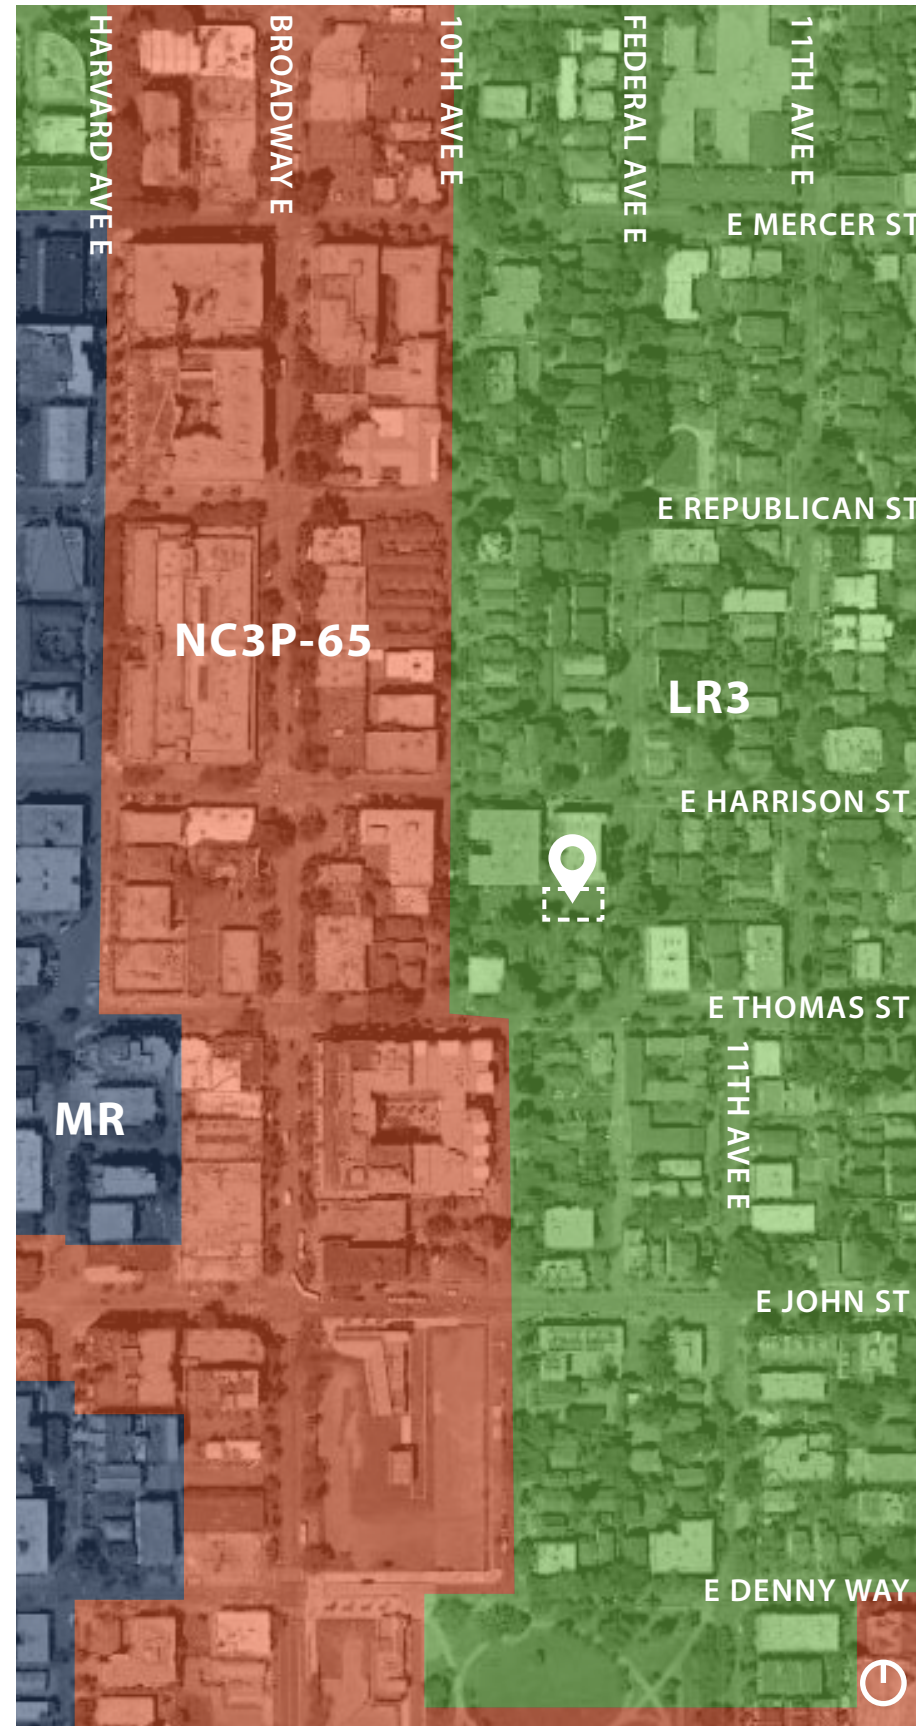 HARVARD AVE E
BROADWAY E
10TH AVE E
FEDERAL AVE E
11TH AVE E
E MERCER ST
E REPUBLICAN ST
NC3P-65
LR3
E HARRISON ST
E THOMAS ST
11TH AVE E
MR
E JOHN ST
E DENNY WAY